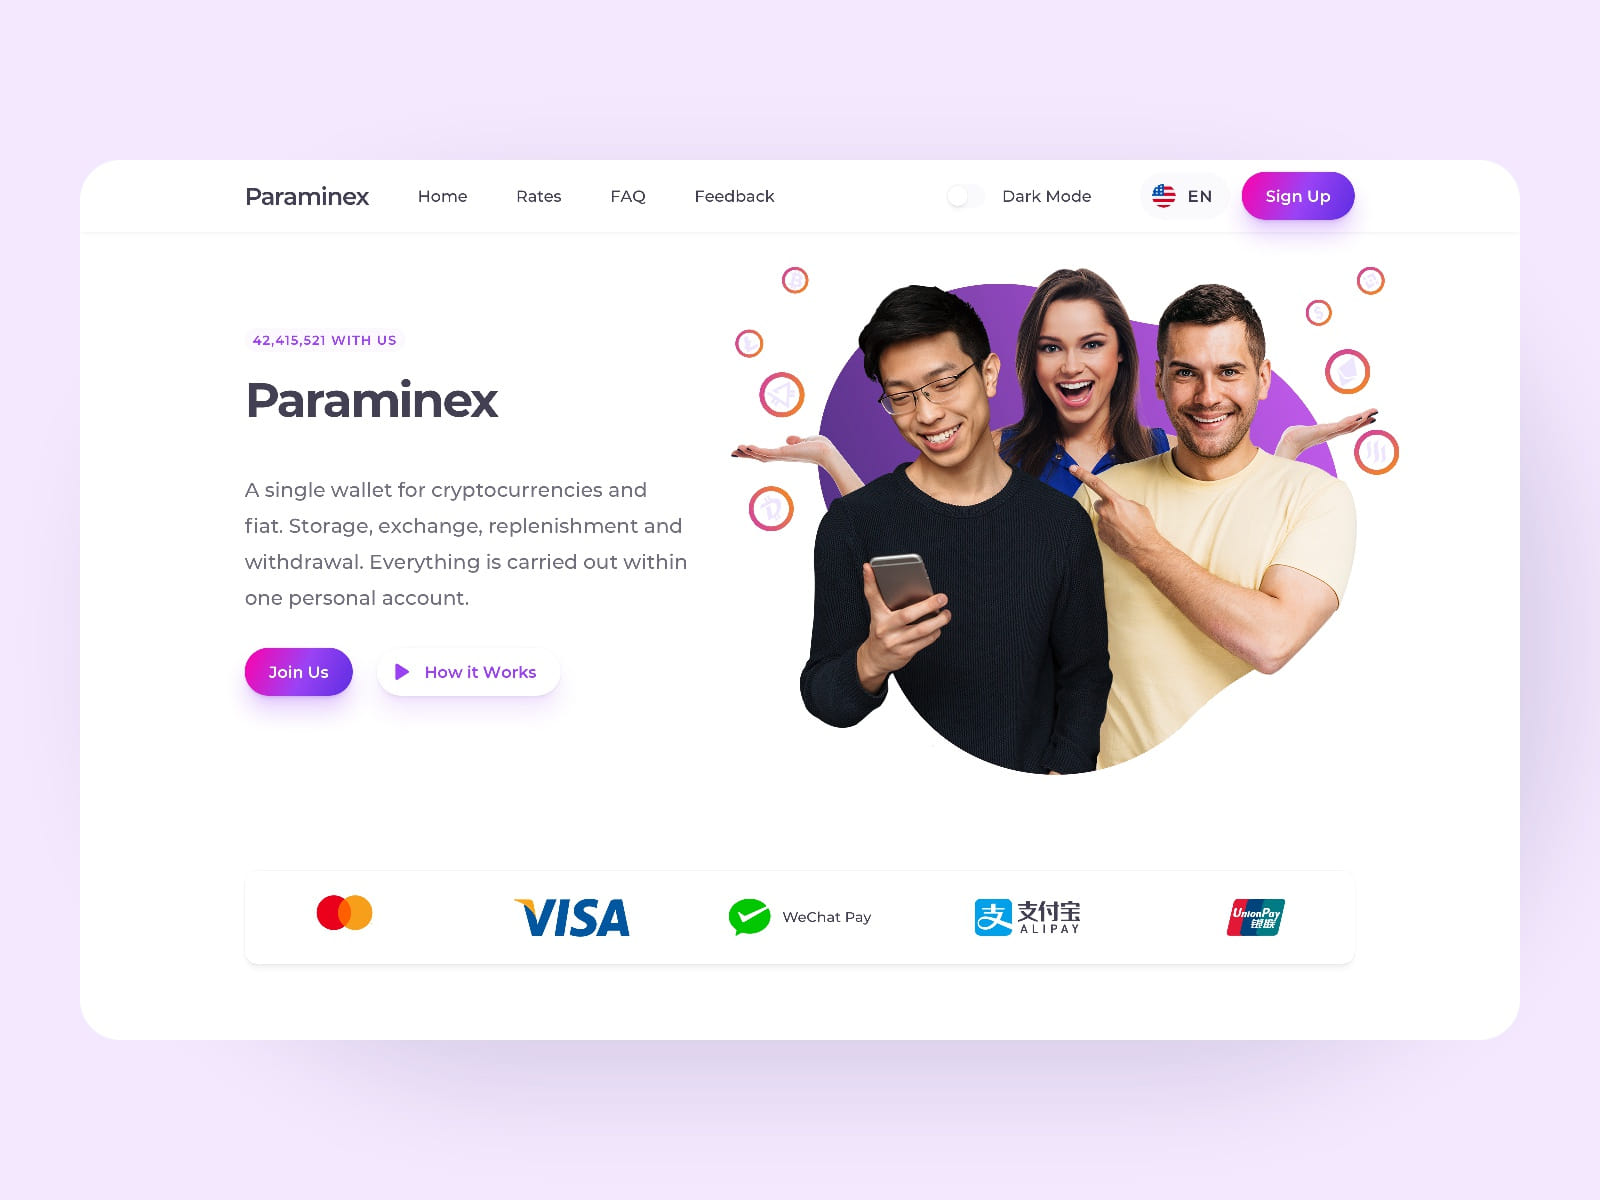 Paraminex Home Rates FAQ Feedback Dark Mode EN Sign Up
42,415,521 WITH US
Paraminex
A single wallet for cryptocurrencies and
fiat. Storage, exchange, replenishment and
withdrawal. Everything is carried out within
one personal account.
Join Us How it Works
VISA WeChat Pay 支付宝 ALIPAY UnionPay 银联